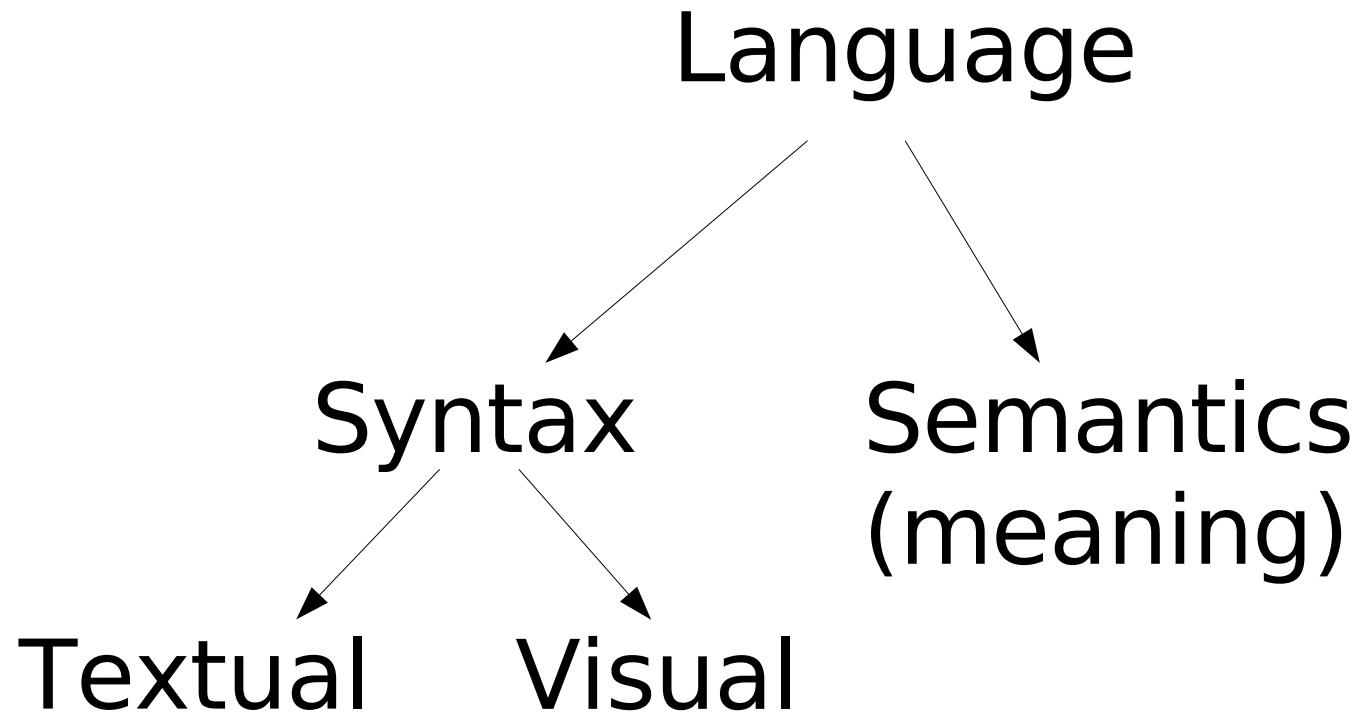 Language
Syntax
Semantics
(meaning)
Textual
Visual